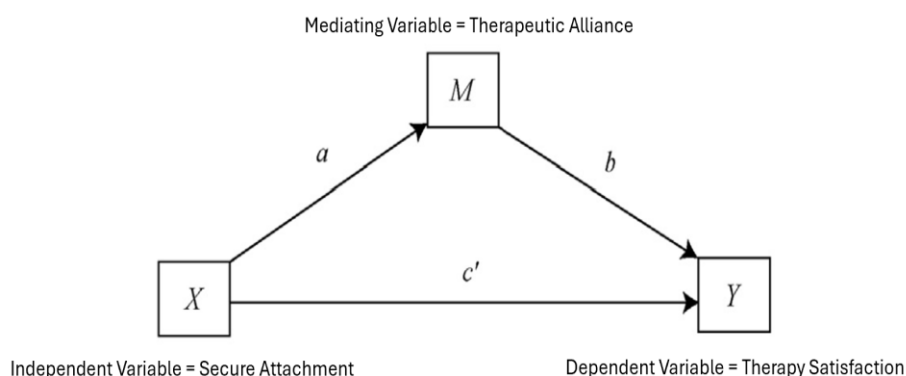 Mediating Variable = Therapeutic Alliance
M
a
b
c'
X
Y
Independent Variable = Secure Attachment
Dependent Variable = Therapy Satisfaction